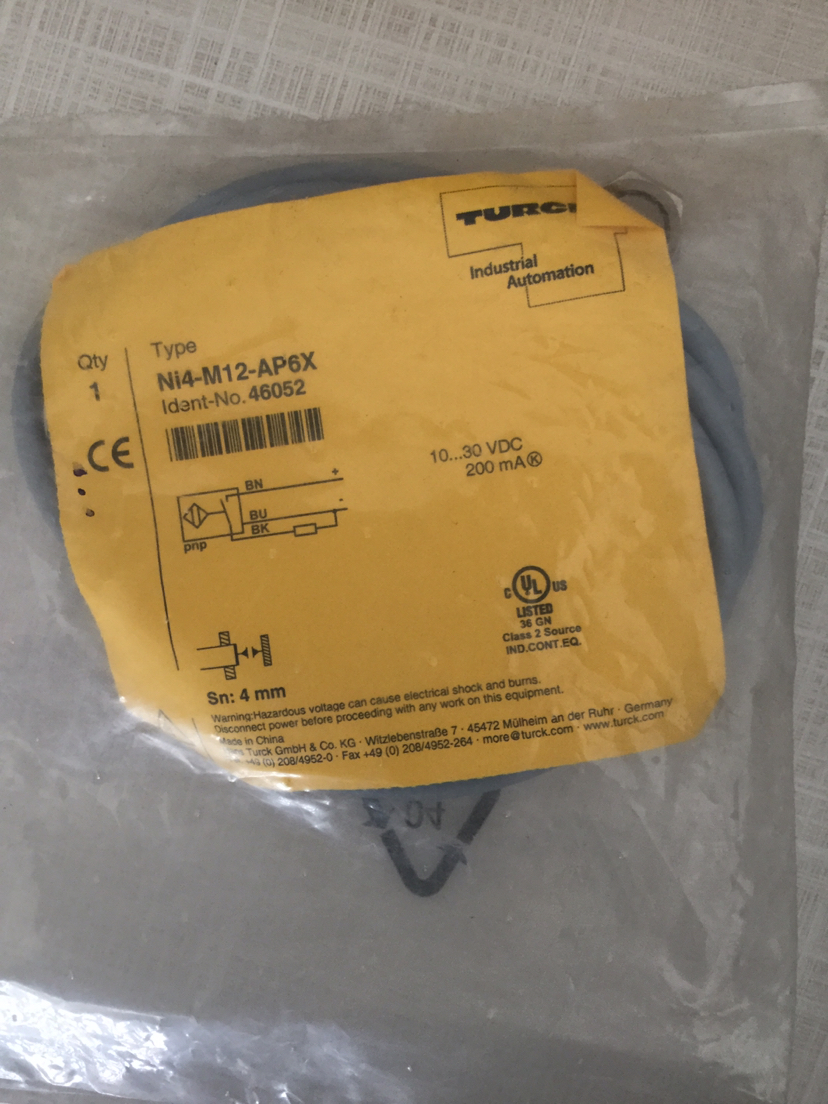 TURC
Industrial
Automation
Qty
1
Type
Ni4-M12-AP6X
Ident-No. 46052
CE
10...30 VDC
200 mA Ⓚ
BN
+
BU
-
BK
pnp
C UL US
LISTED
36 GN
Class 2 Source
IND.CONT.EQ.
Sn: 4 mm
Warning:Hazardous voltage can cause electrical shock and burns.
Disconnect power before proceeding with any work on this equipment.
Made in China
Turck GmbH & Co. KG · Witzlebenstraße 7 · 45472 Mülheim an der Ruhr · Germany
(0) 208/4952-0 · Fax +49 (0) 208/4952-264 · more@turck.com · www.turck.com
04